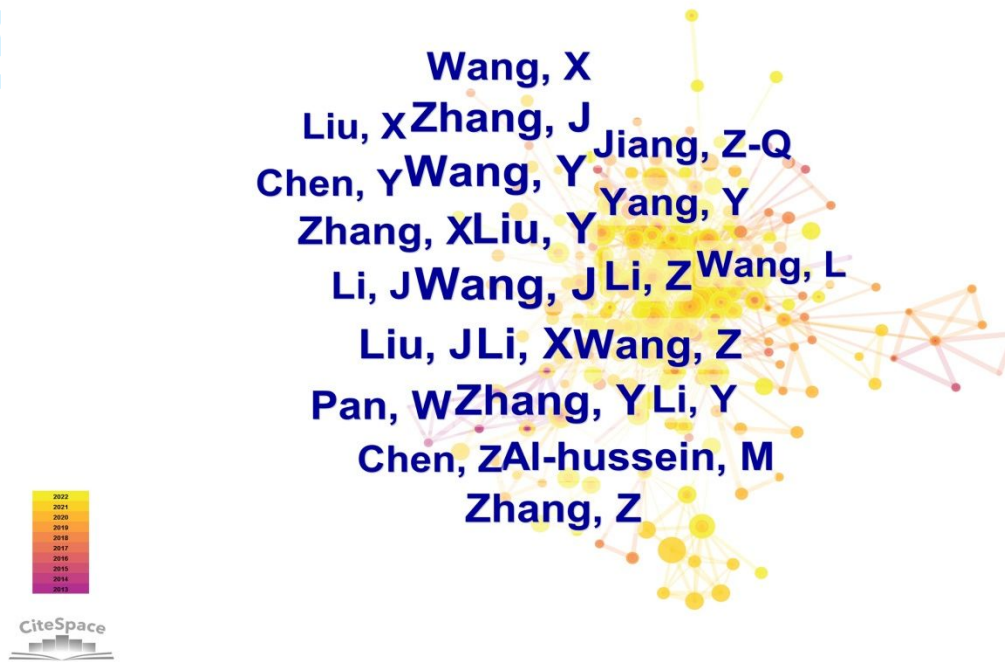 Wang, X
Liu, X Zhang, J
Jiang, Z-Q
Chen, Y Wang, Y
Yang, Y
Zhang, X Liu, Y
Li, J Wang, J Li, Z Wang, L
Liu, J Li, X Wang, Z
Pan, W Zhang, Y Li, Y
Chen, Z Al-hussein, M
Zhang, Z
2022
2021
2020
2019
2018
2017
2016
2015
2014
2013
CiteSpace